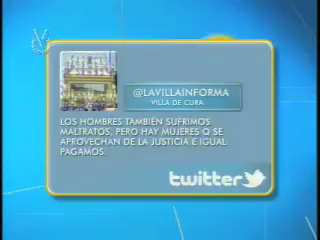 @LAVILLAINFORMA
VILLA DE CURA
LOS HOMBRES TAMBIÉN SUFRIMOS
MALTRATOS, PERO HAY MUJERES Q SE
APROVECHAN DE LA JUSTICIA E IGUAL
PAGAMOS.
twitter